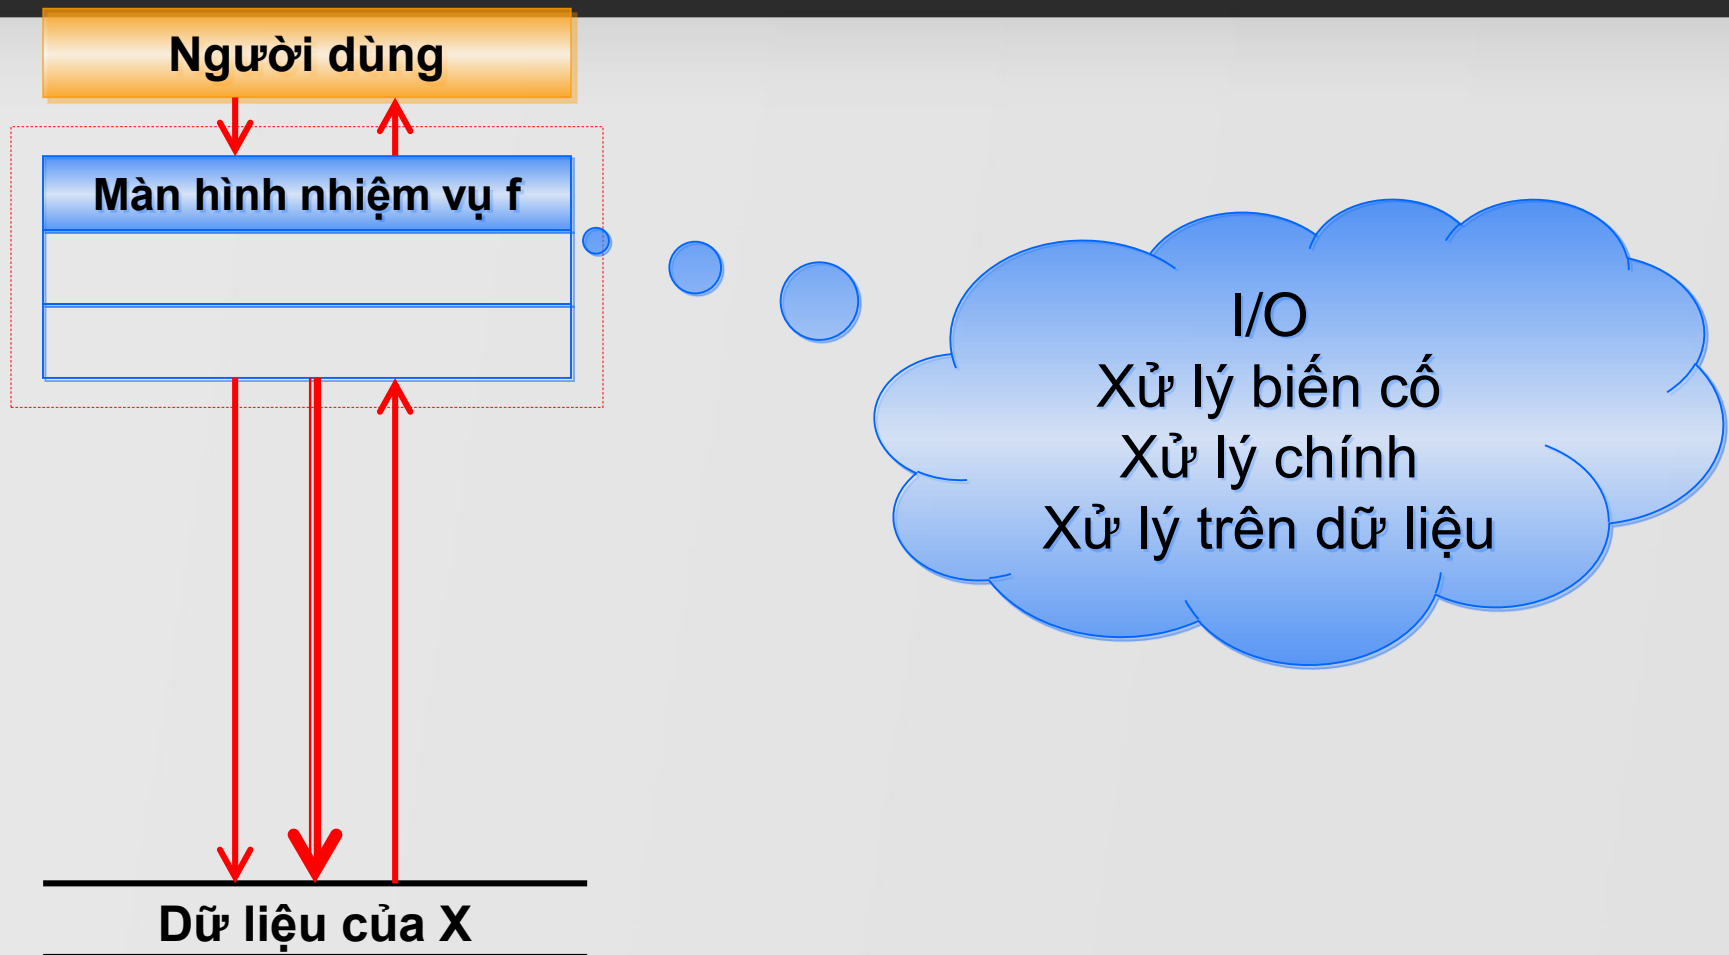 Người dùng
Màn hình nhiệm vụ f
I/O
Xử lý biến cố
Xử lý chính
Xử lý trên dữ liệu
Dữ liệu của X